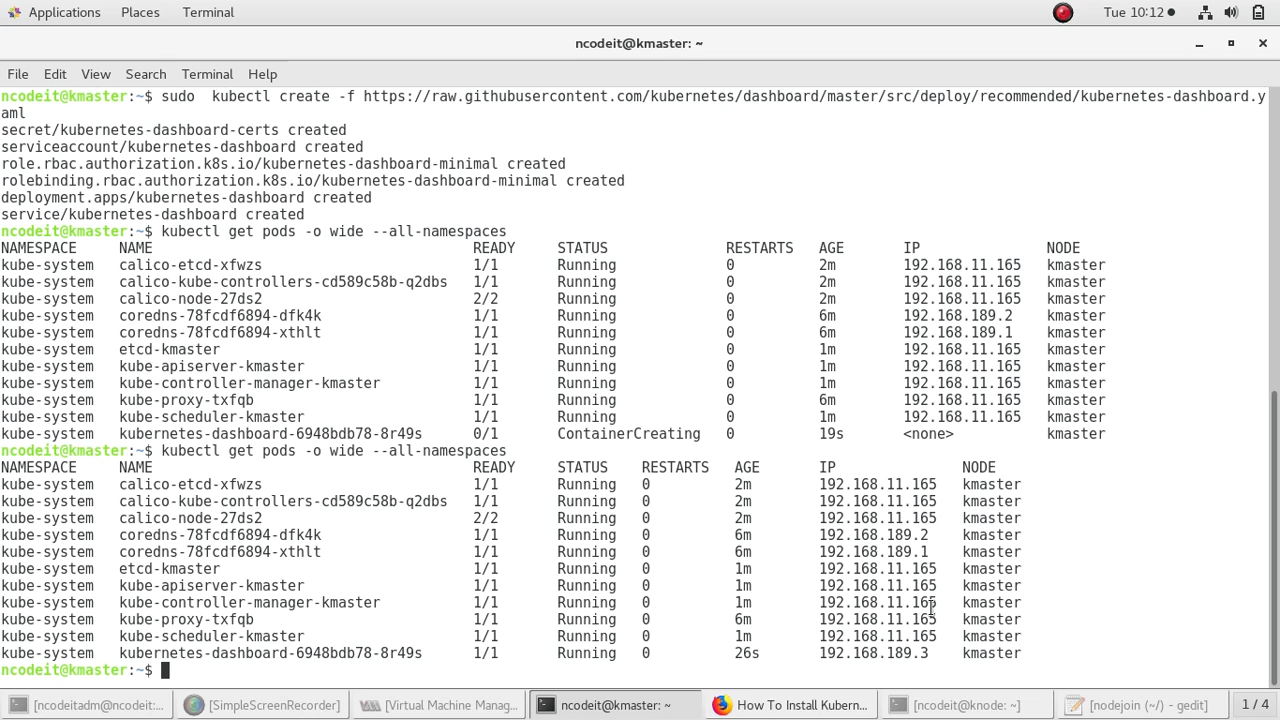 Applications Places Terminal Tue 10:12
ncodeit@kmaster: ~
File Edit View Search Terminal Help
ncodeit@kmaster:~$ sudo  kubectl create -f https://raw.githubusercontent.com/kubernetes/dashboard/master/src/deploy/recommended/kubernetes-dashboard.y
aml
secret/kubernetes-dashboard-certs created
serviceaccount/kubernetes-dashboard created
role.rbac.authorization.k8s.io/kubernetes-dashboard-minimal created
rolebinding.rbac.authorization.k8s.io/kubernetes-dashboard-minimal created
deployment.apps/kubernetes-dashboard created
service/kubernetes-dashboard created
ncodeit@kmaster:~$ kubectl get pods -o wide --all-namespaces
NAMESPACE NAME READY STATUS RESTARTS AGE IP NODE
kube-system calico-etcd-xfwzs 1/1 Running 0 2m 192.168.11.165 kmaster
kube-system calico-kube-controllers-cd589c58b-q2dbs 1/1 Running 0 2m 192.168.11.165 kmaster
kube-system calico-node-27ds2 2/2 Running 0 2m 192.168.11.165 kmaster
kube-system coredns-78fcdf6894-dfk4k 1/1 Running 0 6m 192.168.189.2 kmaster
kube-system coredns-78fcdf6894-xthlt 1/1 Running 0 6m 192.168.189.1 kmaster
kube-system etcd-kmaster 1/1 Running 0 1m 192.168.11.165 kmaster
kube-system kube-apiserver-kmaster 1/1 Running 0 1m 192.168.11.165 kmaster
kube-system kube-controller-manager-kmaster 1/1 Running 0 1m 192.168.11.165 kmaster
kube-system kube-proxy-txfqb 1/1 Running 0 6m 192.168.11.165 kmaster
kube-system kube-scheduler-kmaster 1/1 Running 0 1m 192.168.11.165 kmaster
kube-system kubernetes-dashboard-6948bdb78-8r49s 0/1 ContainerCreating 0 19s <none> kmaster
ncodeit@kmaster:~$ kubectl get pods -o wide --all-namespaces
NAMESPACE NAME READY STATUS RESTARTS AGE IP NODE
kube-system calico-etcd-xfwzs 1/1 Running 0 2m 192.168.11.165 kmaster
kube-system calico-kube-controllers-cd589c58b-q2dbs 1/1 Running 0 2m 192.168.11.165 kmaster
kube-system calico-node-27ds2 2/2 Running 0 2m 192.168.11.165 kmaster
kube-system coredns-78fcdf6894-dfk4k 1/1 Running 0 6m 192.168.189.2 kmaster
kube-system coredns-78fcdf6894-xthlt 1/1 Running 0 6m 192.168.189.1 kmaster
kube-system etcd-kmaster 1/1 Running 0 1m 192.168.11.165 kmaster
kube-system kube-apiserver-kmaster 1/1 Running 0 1m 192.168.11.165 kmaster
kube-system kube-controller-manager-kmaster 1/1 Running 0 1m 192.168.11.165 kmaster
kube-system kube-proxy-txfqb 1/1 Running 0 6m 192.168.11.165 kmaster
kube-system kube-scheduler-kmaster 1/1 Running 0 1m 192.168.11.165 kmaster
kube-system kubernetes-dashboard-6948bdb78-8r49s 1/1 Running 0 26s 192.168.189.3 kmaster
ncodeit@kmaster:~$
[ncodeitadm@ncodeit:... [SimpleScreenRecorder] [Virtual Machine Manag... ncodeit@kmaster: ~ How To Install Kubern... [ncodeit@knode: ~] [nodejoin (~/) - gedit] 1 / 4